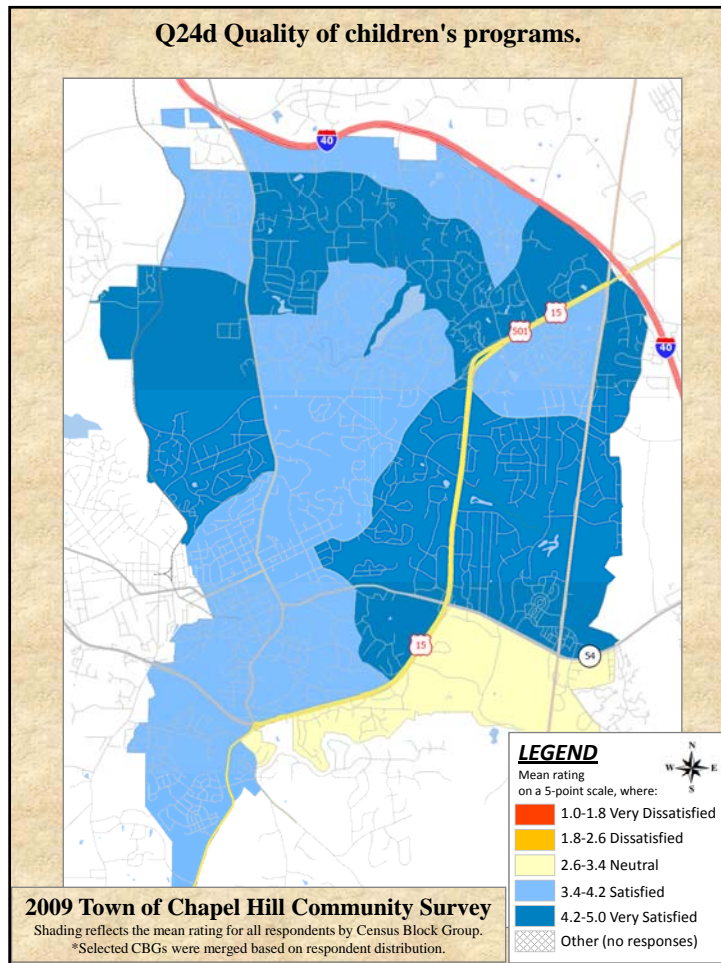 Q24d Quality of children's programs.
40
15
501
40
15
54
LEGEND
Mean rating
on a 5-point scale, where:
N
W E
S
1.0-1.8 Very Dissatisfied
1.8-2.6 Dissatisfied
2.6-3.4 Neutral
3.4-4.2 Satisfied
4.2-5.0 Very Satisfied
Other (no responses)
2009 Town of Chapel Hill Community Survey
Shading reflects the mean rating for all respondents by Census Block Group.
*Selected CBGs were merged based on respondent distribution.